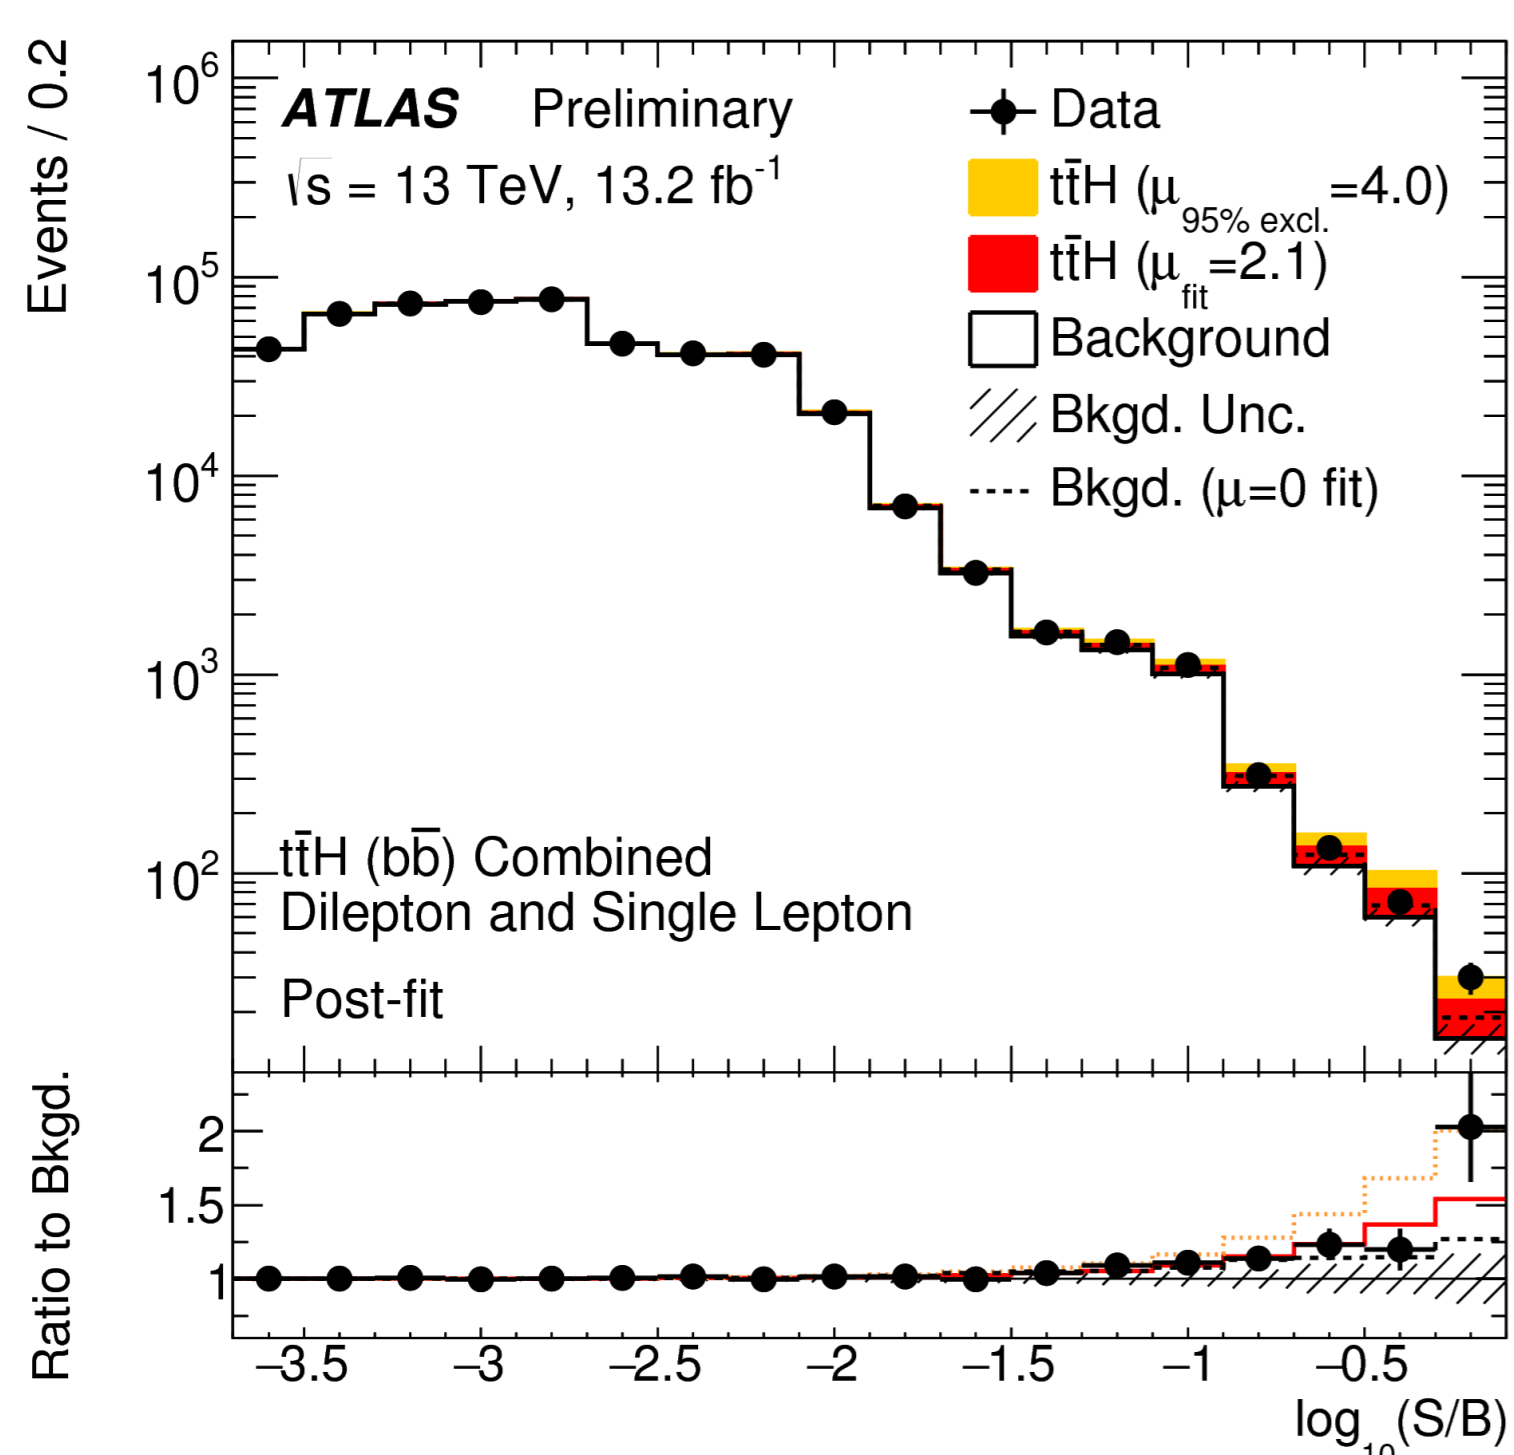 Events / 0.2
10⁶
10⁵
10⁴
10³
10²
ATLAS Preliminary
√s = 13 TeV, 13.2 fb⁻¹
Data
tt̄H (μ95% excl.=4.0)
tt̄H (μfit=2.1)
Background
Bkgd. Unc.
Bkgd. (μ=0 fit)
tt̄H (bb̄) Combined
Dilepton and Single Lepton
Post-fit
Ratio to Bkgd.
2
1.5
1
−3.5 −3 −2.5 −2 −1.5 −1 −0.5
log₁₀(S/B)